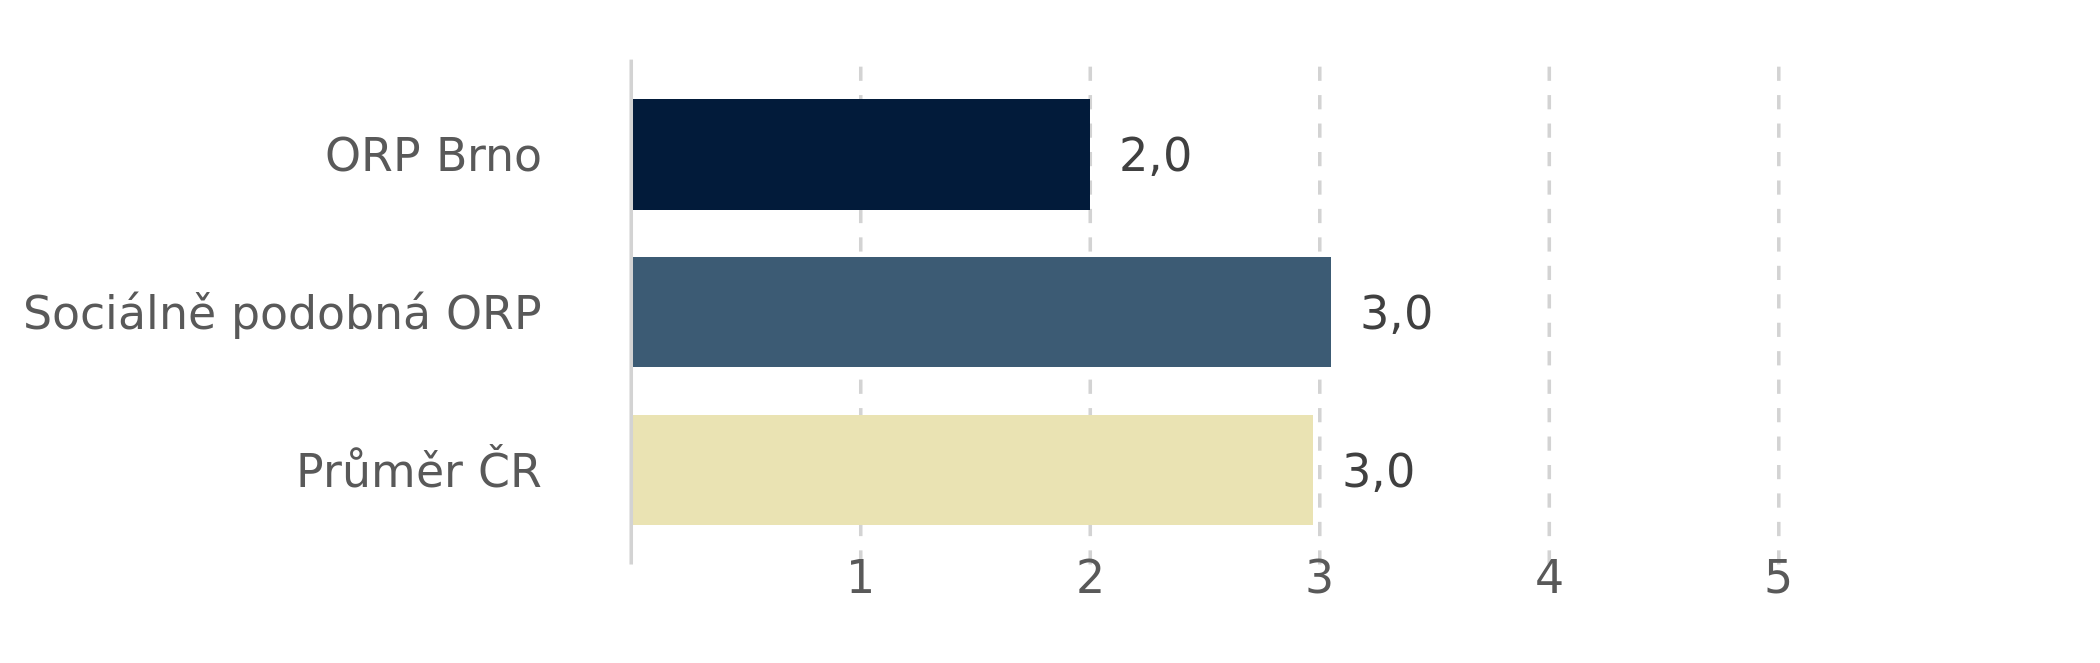 ORP Brno
2,0
Sociálně podobná ORP
3,0
Průměr ČR
3,0
1 2 3 4 5